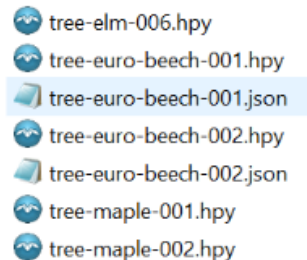 tree-elm-006.hpy
tree-euro-beech-001.hpy
tree-euro-beech-001.json
tree-euro-beech-002.hpy
tree-euro-beech-002.json
tree-maple-001.hpy
tree-maple-002.hpy